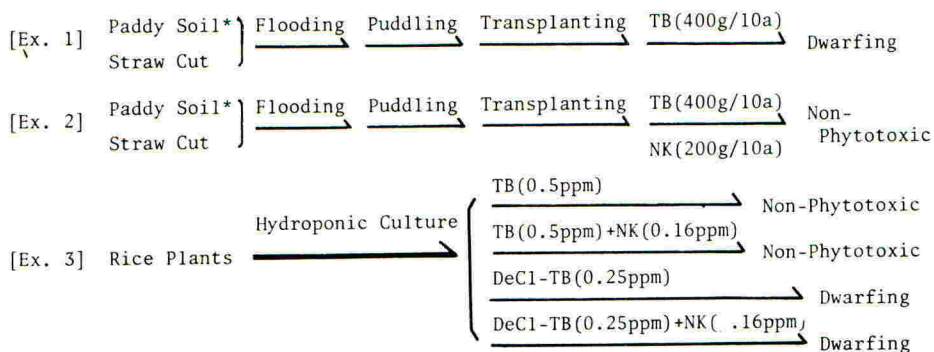 [Ex. 1] Paddy Soil* Flooding Puddling Transplanting TB(400g/10a) Dwarfing
Straw Cut
[Ex. 2] Paddy Soil* Flooding Puddling Transplanting TB(400g/10a) Non-
Straw Cut NK(200g/10a) Phytotoxic
TB(0.5ppm) Non-Phytotoxic
Hydroponic Culture TB(0.5ppm)+NK(0.16ppm) Non-Phytotoxic
[Ex. 3] Rice Plants DeCl-TB(0.25ppm) Dwarfing
DeCl-TB(0.25ppm)+NK( .16ppm) Dwarfing